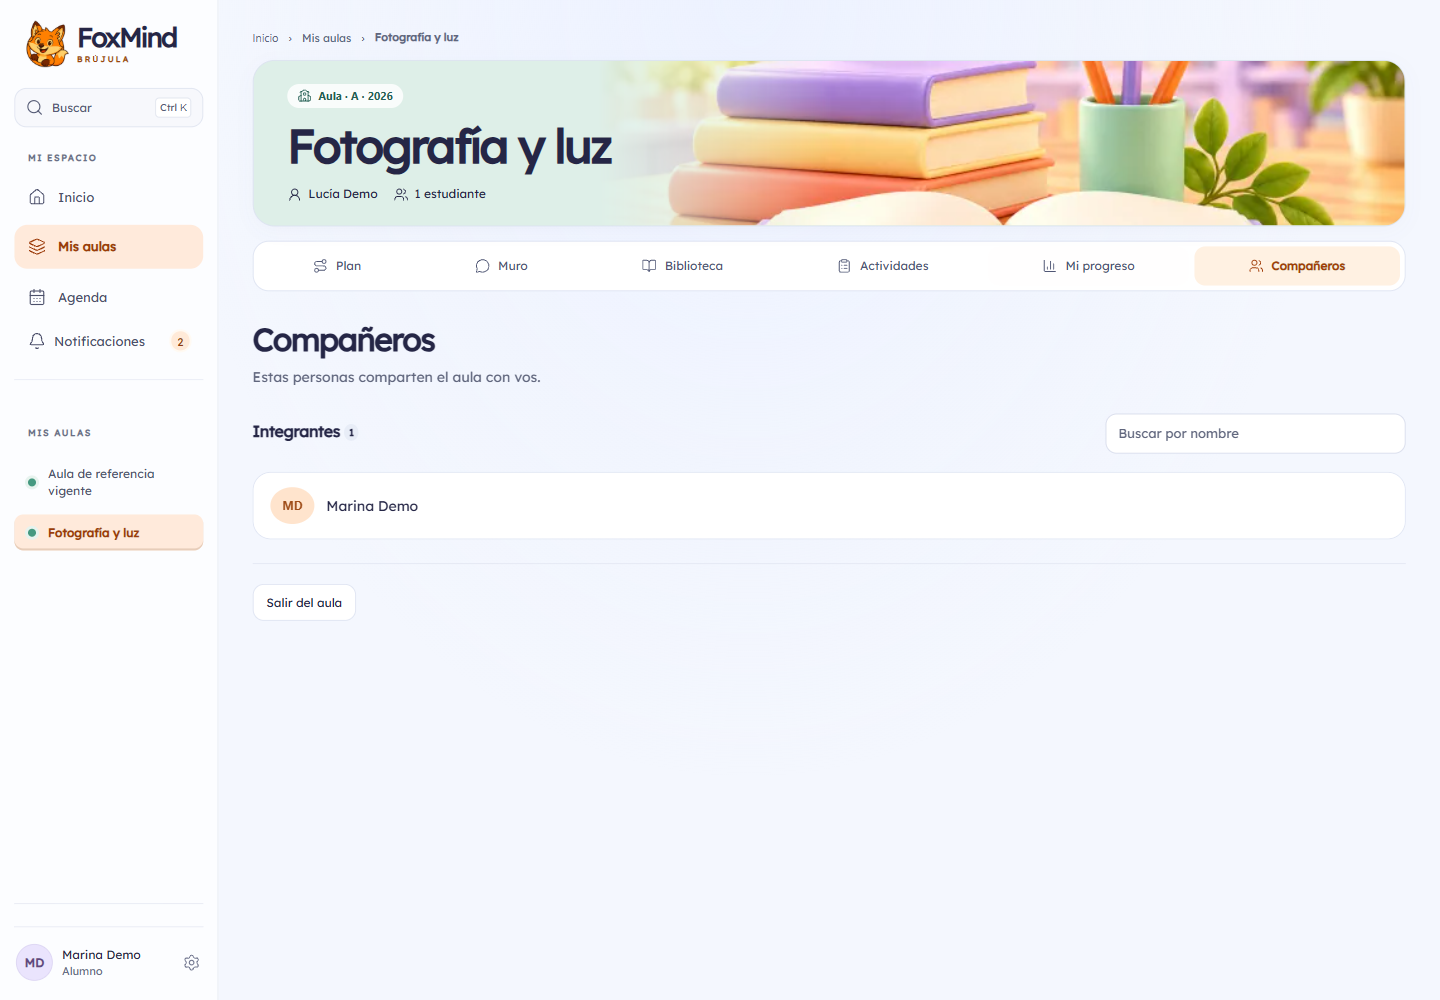 FoxMind
BRÚJULA
Buscar
Ctrl K
MI ESPACIO
Inicio
Mis aulas
Agenda
Notificaciones 2
MIS AULAS
Aula de referencia
vigente
Fotografía y luz
MD
Marina Demo
Alumno
Inicio › Mis aulas › Fotografía y luz
Aula · A · 2026
Fotografía y luz
Lucía Demo 1 estudiante
Plan Muro Biblioteca Actividades Mi progreso Compañeros
Compañeros
Estas personas comparten el aula con vos.
Integrantes 1
Buscar por nombre
MD Marina Demo
Salir del aula